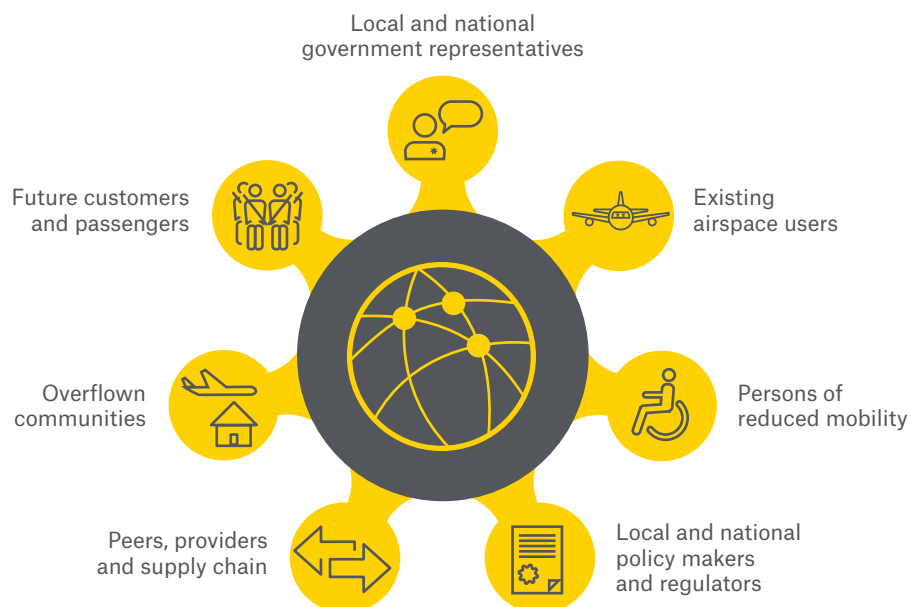 Local and national
government representatives
Future customers
and passengers
Existing
airspace users
Overflown
communities
Persons of
reduced mobility
Peers, providers
and supply chain
Local and national
policy makers
and regulators